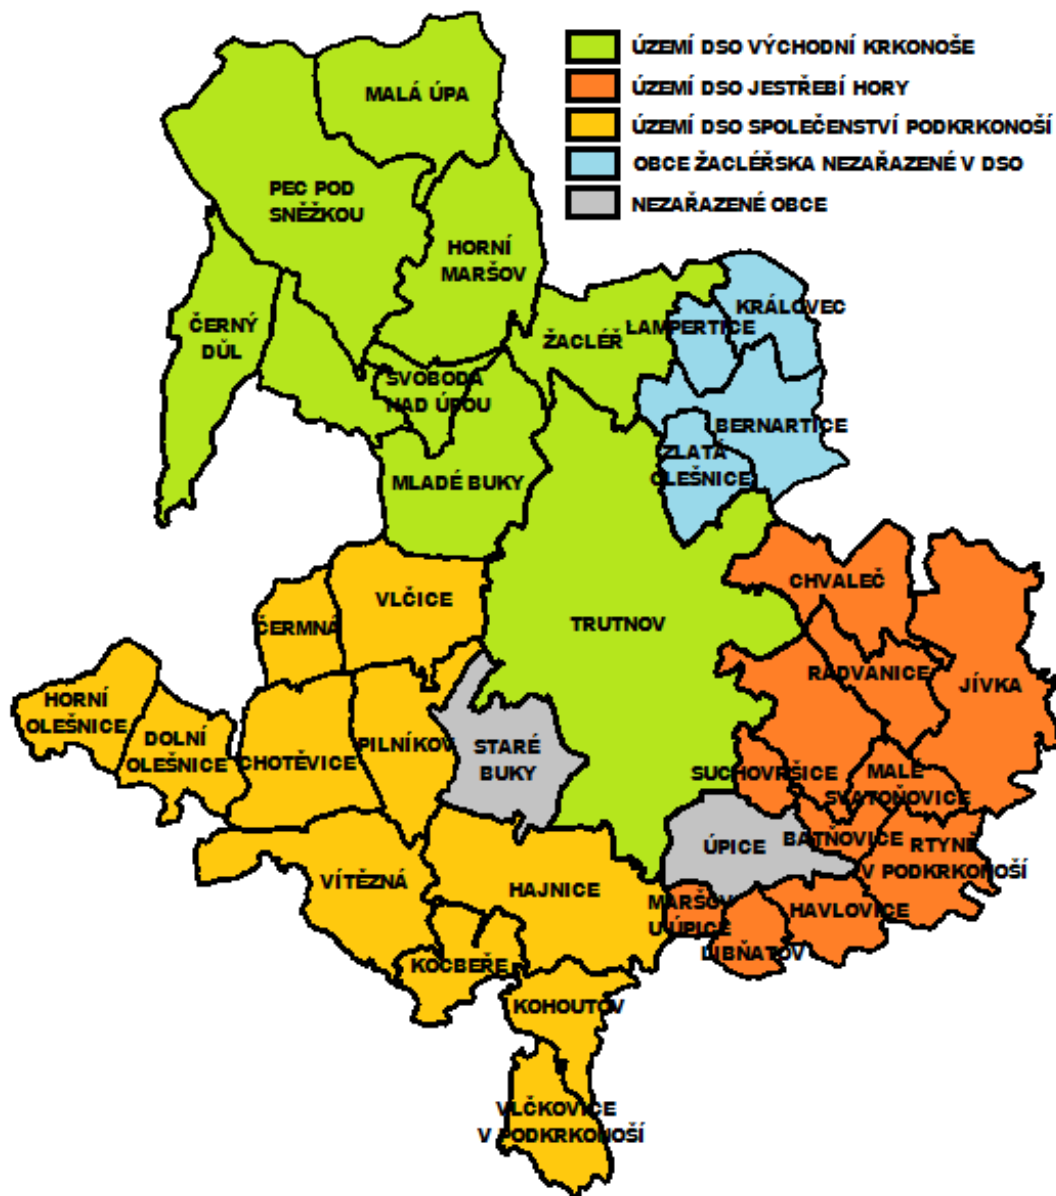 ÚZEMÍ DSO VÝCHODNÍ KRKONOŠE
ÚZEMÍ DSO JESTŘEBÍ HORY
ÚZEMÍ DSO SPOLEČENSTVÍ PODKRKONOŠÍ
OBCE ŽACLÉŘSKA NEZAŘAZENÉ V DSO
NEZAŘAZENÉ OBCE
MALÁ ÚPA
PEC POD
SNĚŽKOU
HORNÍ
MARŠOV
ČERNÝ
DŮL
ŽACLÉŘ
LAMPERTICE
KRÁLOVEC
SVOBODA
NAD ÚPOU
BERNARTICE
ZLATÁ
OLEŠNICE
MLADÉ BUKY
CHVALEČ
VLČICE
ČERMNÁ
TRUTNOV
RADVANICE
JÍVKA
HORNÍ
OLEŠNICE
DOLNÍ
OLEŠNICE
CHOTĚVICE
PILNÍKOV
STARÉ
BUKY
SUCHOVRŠICE
MALÉ
SVATOŇOVICE
ÚPICE
BATŇOVICE
RTYNĚ
V PODKRKONOŠÍ
VÍTĚZNÁ
HAJNICE
MARŠOV
U ÚPICE
HAVLOVICE
LIBŇATOV
KOCBEŘE
KOHOUTOV
VLČKOVICE
V PODKRKONOŠÍ